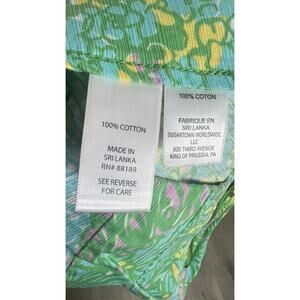 100% COTTON
MADE IN
SRI LANKA
RN# 88189
SEE REVERSE
FOR CARE
100% COTTON
FABRIQUE EN
SRI LANKA
SUGARTOWN WORLDWIDE,
LLC
800 THIRD AVENUE
KING OF PRUSSIA, PA